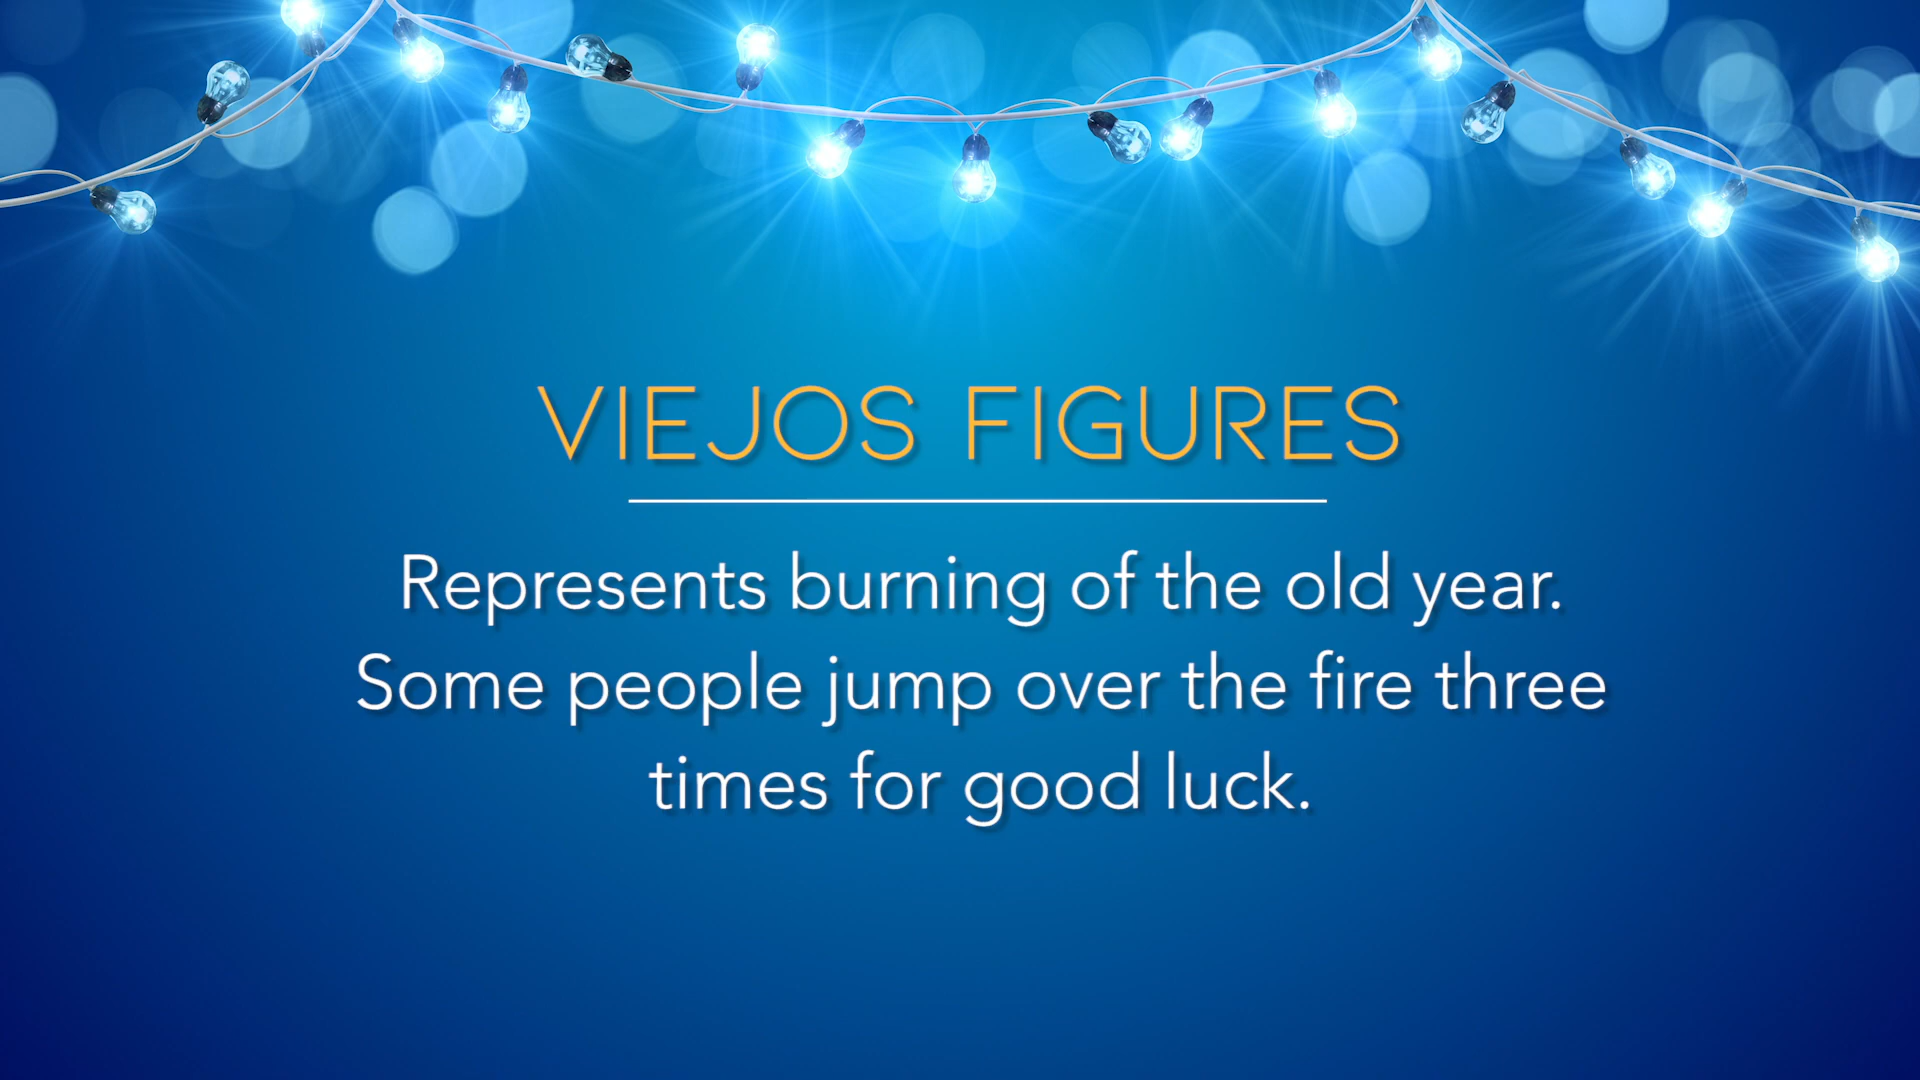 VIEJOS FIGURES
Represents burning of the old year.
Some people jump over the fire three
times for good luck.